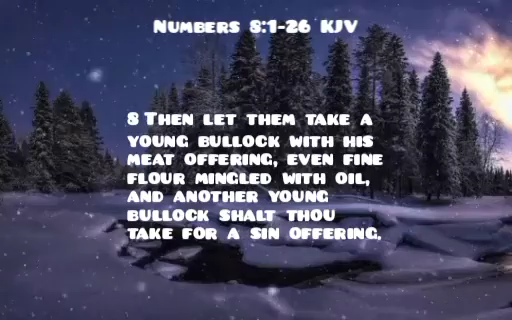 Numbers 8:1-26 KJV
8 Then let them take a
young bullock with his
meat offering, even fine
flour mingled with oil,
and another young
bullock shalt thou
take for a sin offering.